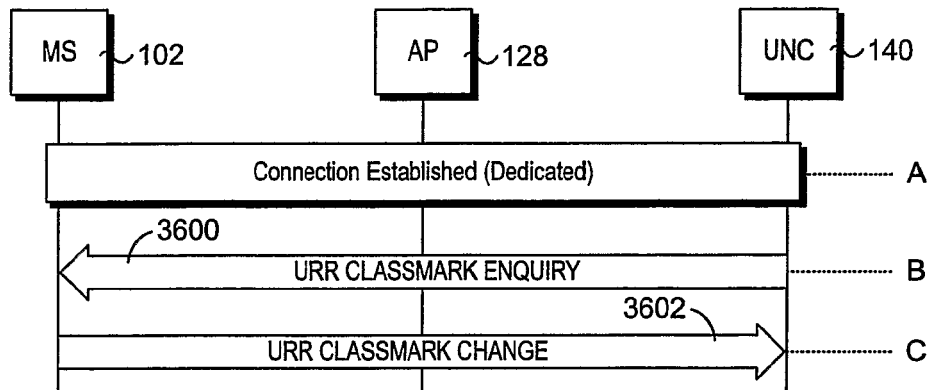 MS
102
AP
128
UNC
140
Connection Established (Dedicated)
A
3600
URR CLASSMARK ENQUIRY
B
3602
URR CLASSMARK CHANGE
C